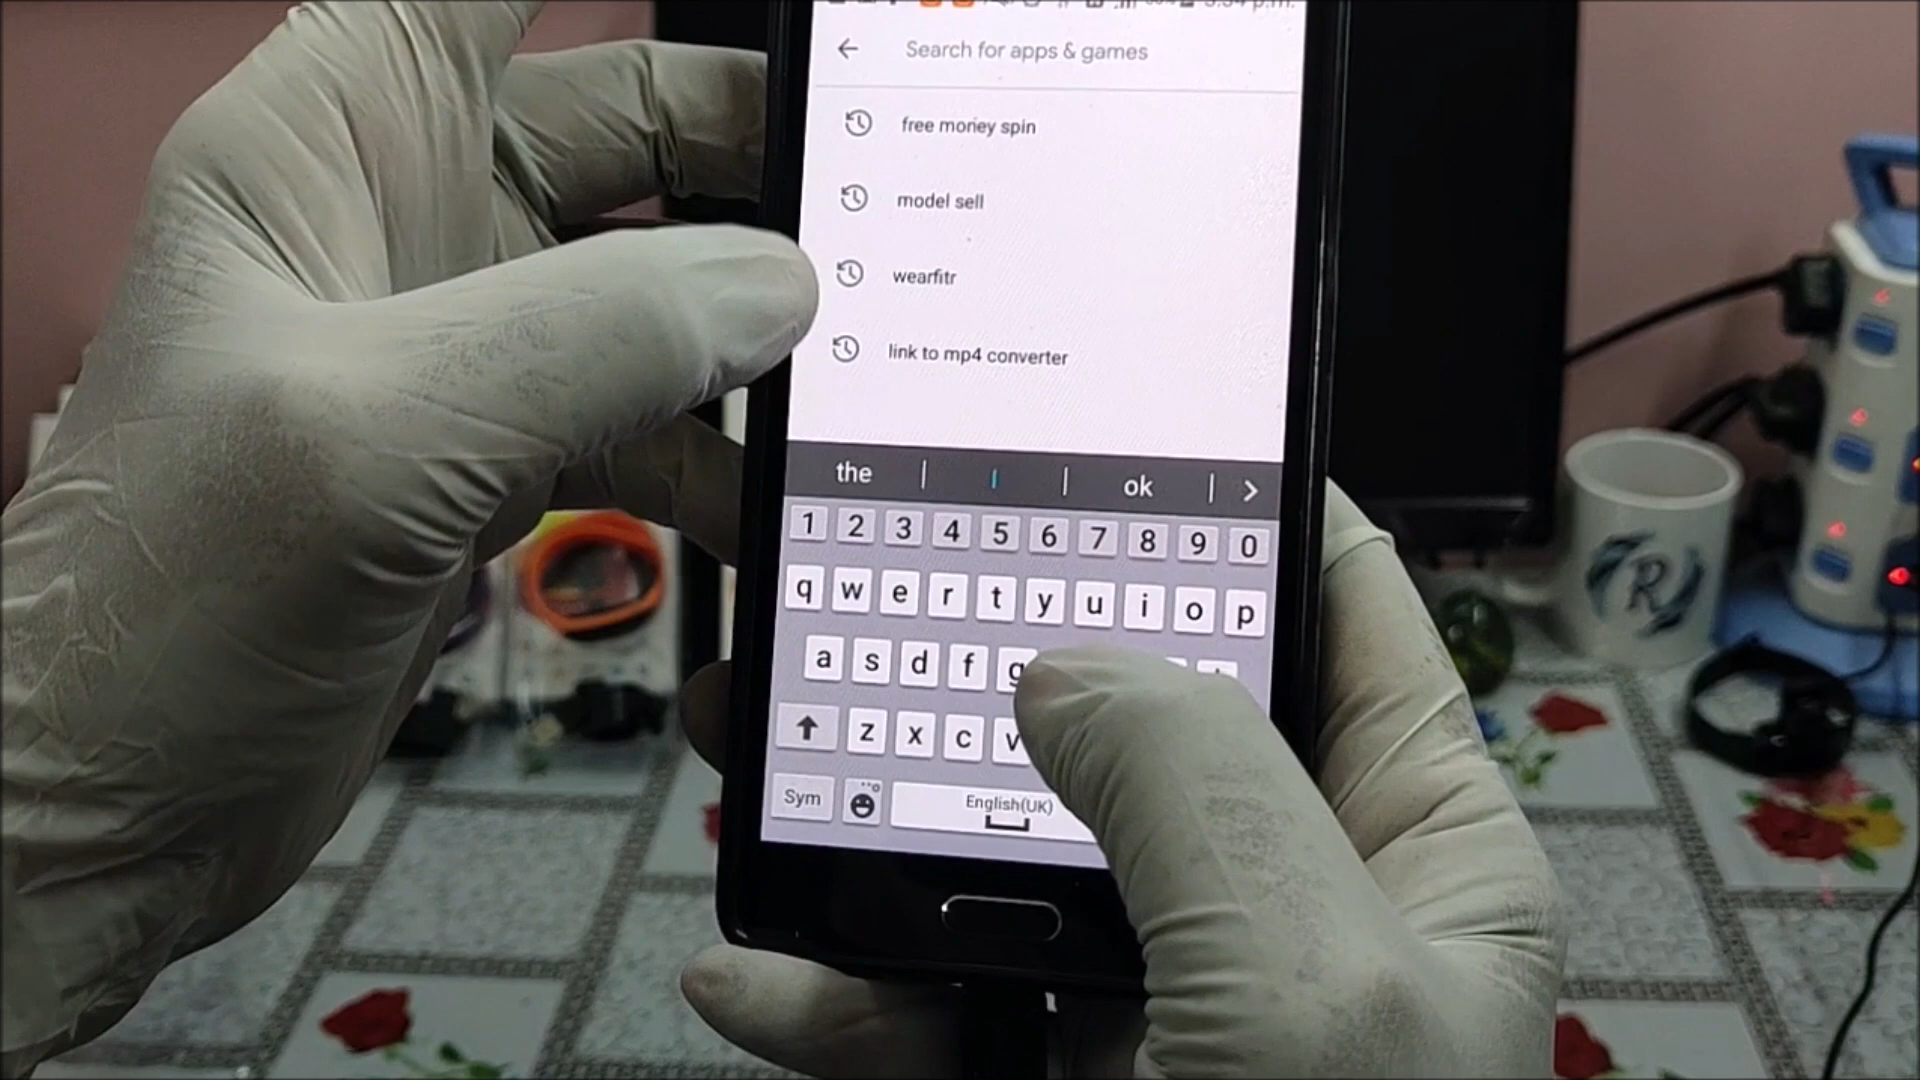 Search for apps & games
free money spin
model sell
wearfitr
link to mp4 converter
the | | ok | >
1 2 3 4 5 6 7 8 9 0
q w e r t y u i o p
a s d f g
z x c v
Sym English(UK)
R